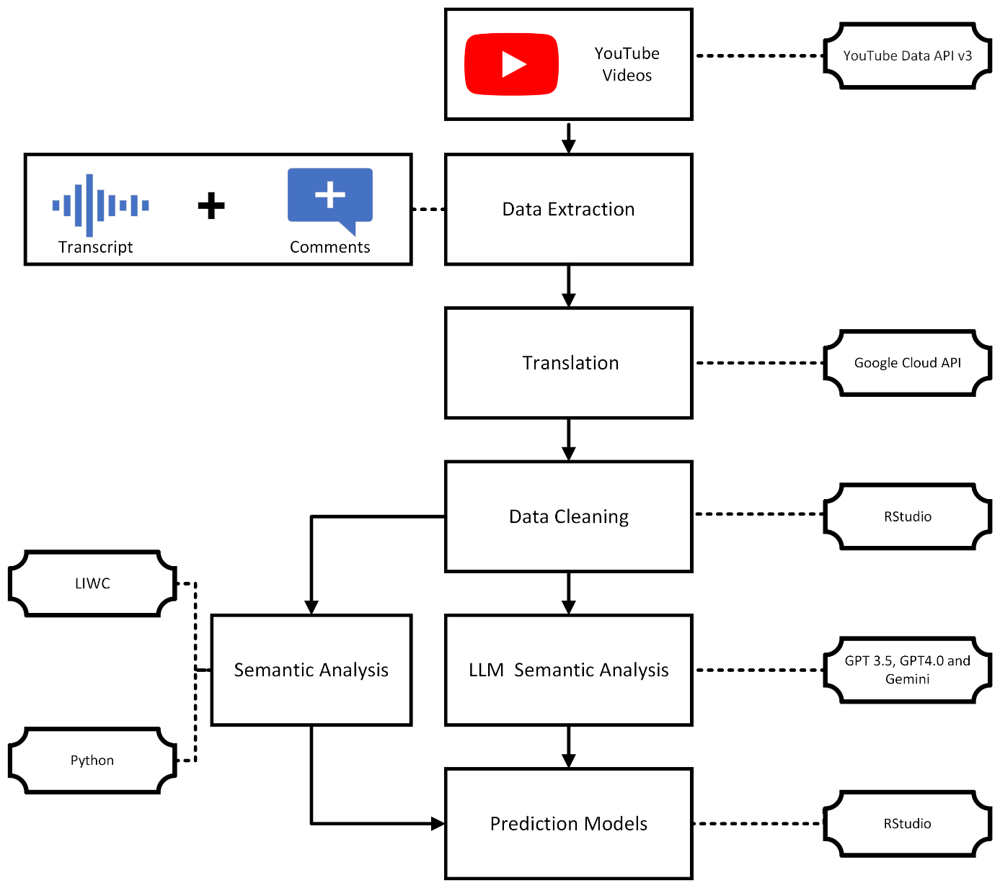 YouTube
Videos
YouTube Data API v3
Transcript
Comments
Data Extraction
Translation
Google Cloud API
Data Cleaning
RStudio
LIWC
Python
Semantic Analysis
LLM  Semantic Analysis
GPT 3.5, GPT4.0 and
Gemini
Prediction Models
RStudio